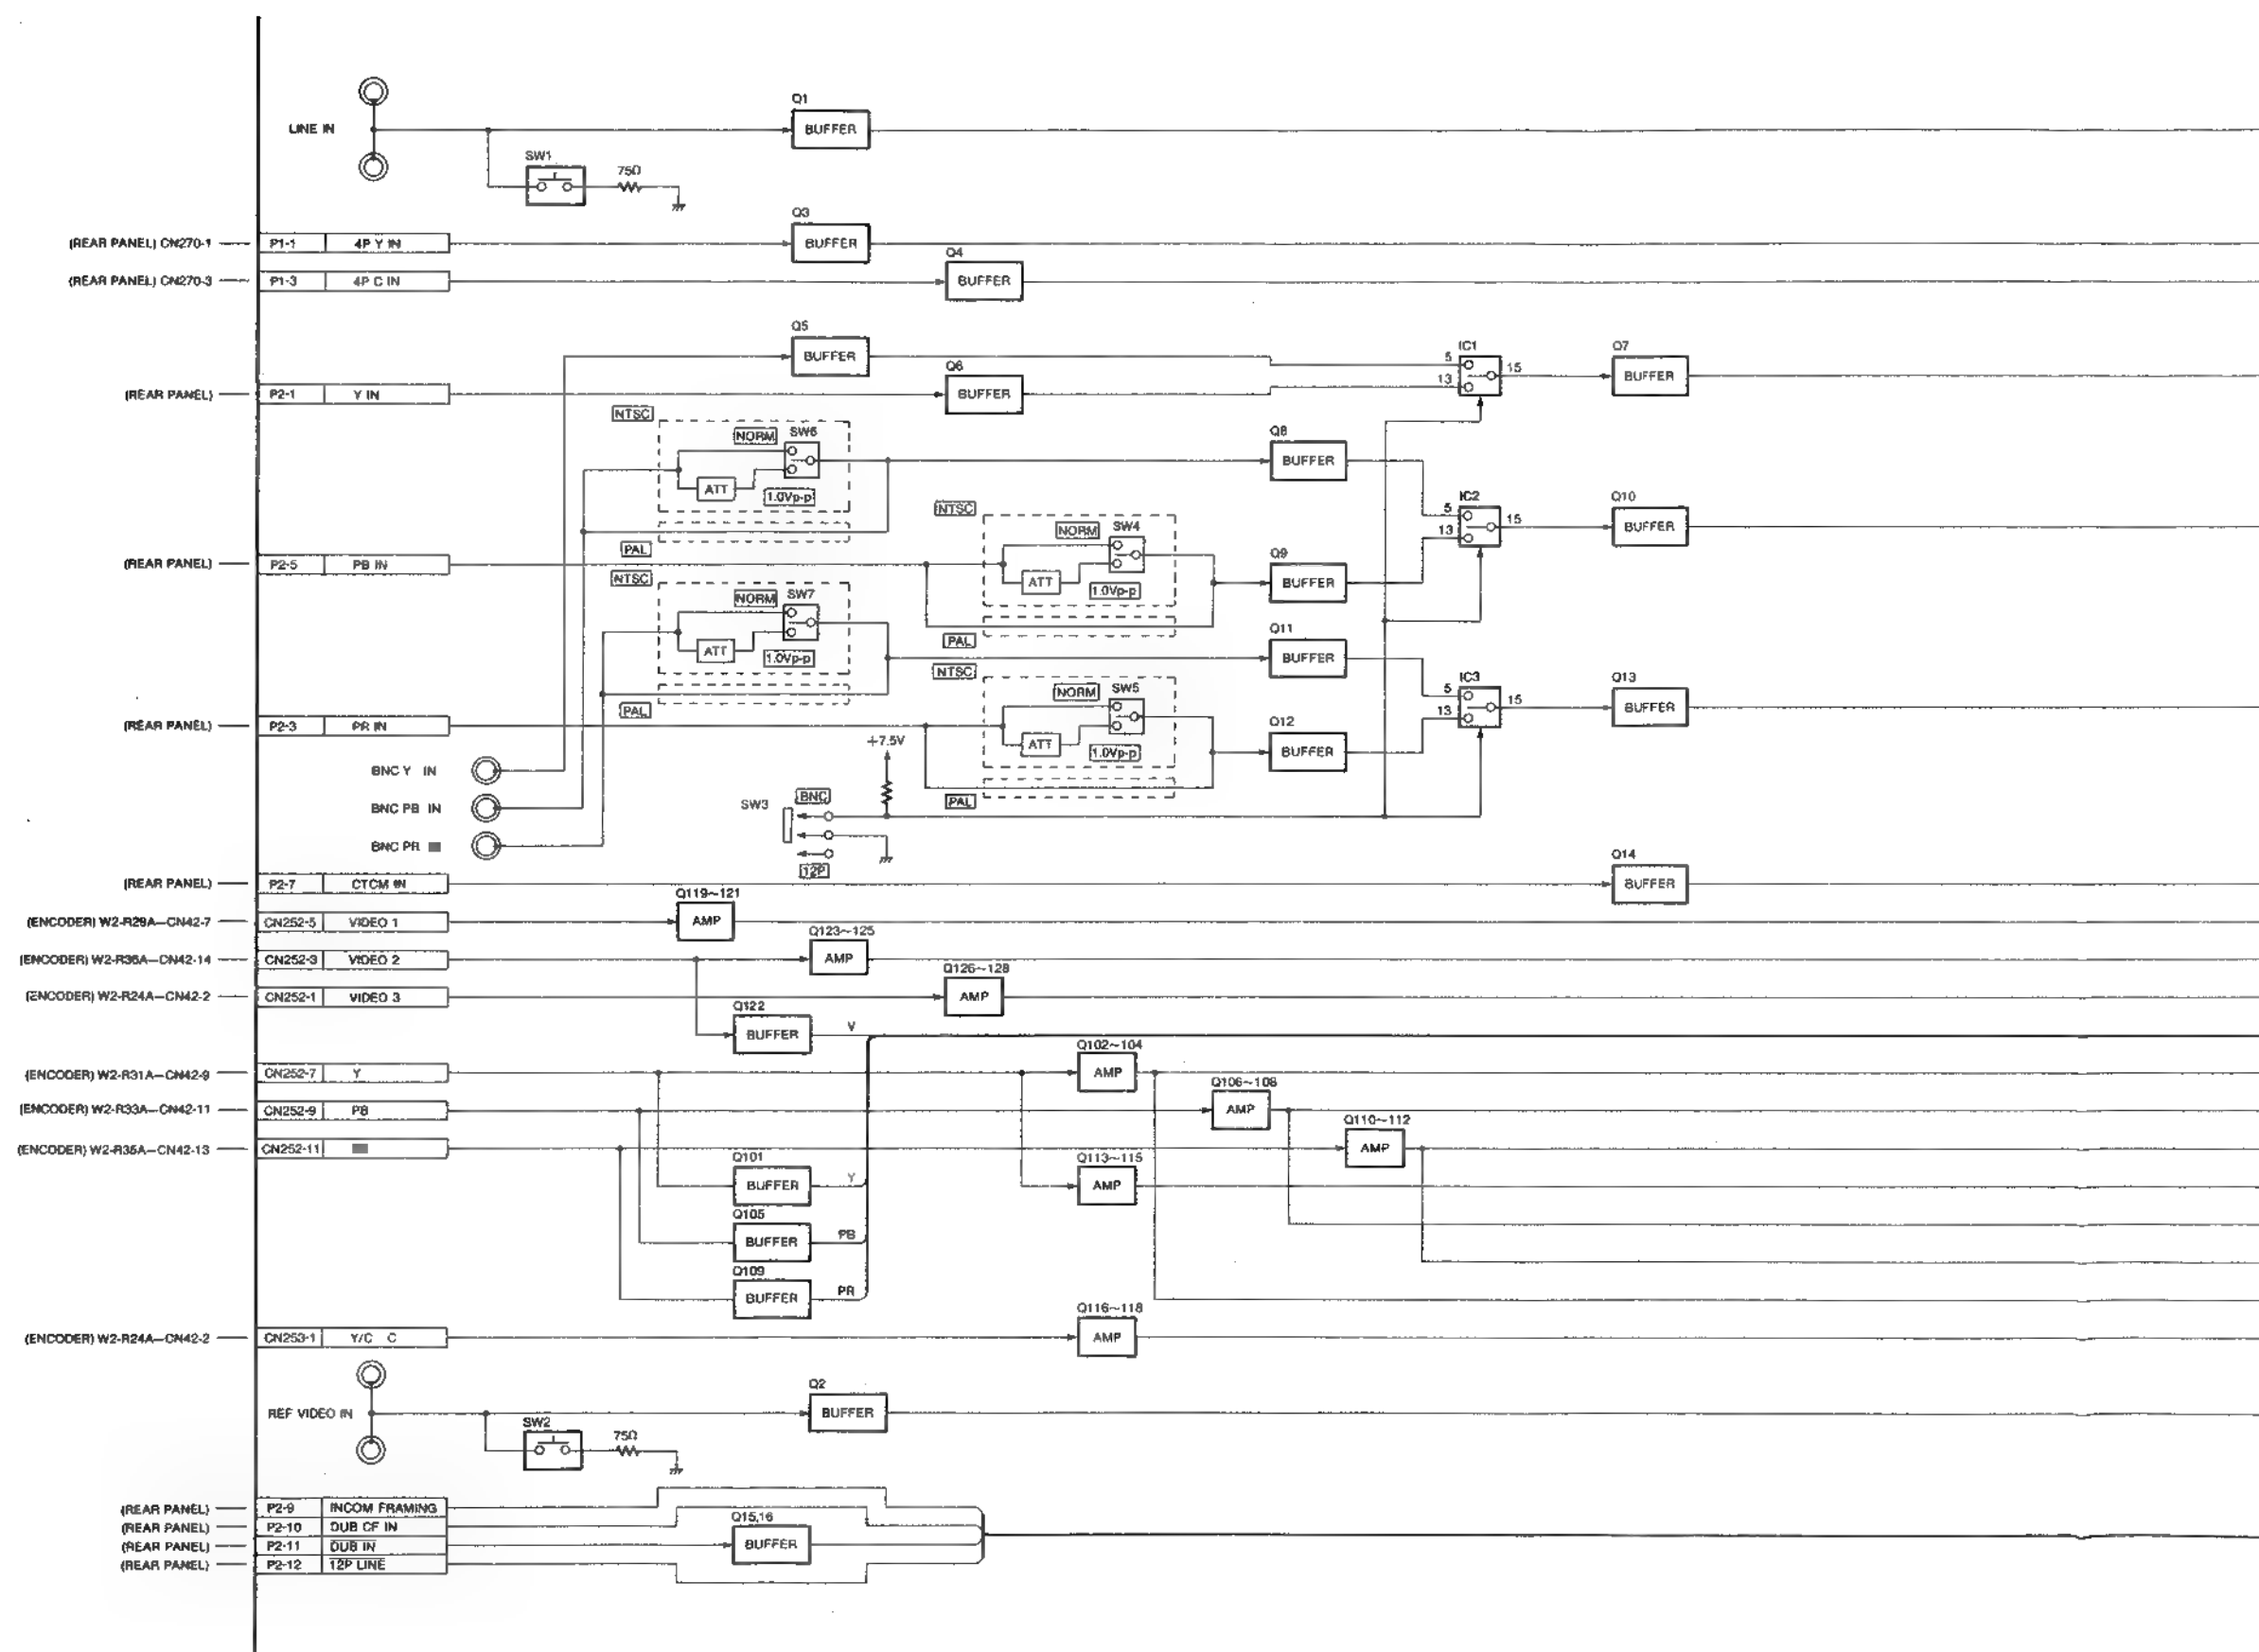 Q1
LINE IN
BUFFER
SW1
75Ω
Q3
(REAR PANEL) CN270-1
P1-1
4P Y IN
BUFFER
Q4
(REAR PANEL) CN270-3
P1-3
4P C IN
BUFFER
Q5
BUFFER
IC1
Q7
5
13
15
BUFFER
Q6
(REAR PANEL)
P2-1
Y IN
BUFFER
NTSC
NORM
SW6
Q8
BUFFER
ATT
1.0Vp-p
IC2
Q10
5
13
15
BUFFER
NTSC
NORM
SW4
PAL
Q9
(REAR PANEL)
P2-5
PB IN
NTSC
ATT
1.0Vp-p
BUFFER
NORM
SW7
Q11
PAL
ATT
1.0Vp-p
BUFFER
NTSC
IC3
Q13
5
13
15
BUFFER
NORM
SW5
PAL
Q12
(REAR PANEL)
P2-3
PR IN
+7.5V
ATT
1.0Vp-p
BUFFER
BNC Y IN
BNC
PAL
SW3
BNC PB IN
BNC PR
12P
Q14
(REAR PANEL)
P2-7
CTCM IN
BUFFER
Q119~121
(ENCODER) W2-R29A—CN42-7
CN252-5
VIDEO 1
AMP
Q123~125
(ENCODER) W2-R36A—CN42-14
CN252-3
VIDEO 2
AMP
Q126~128
(ENCODER) W2-R24A—CN42-2
CN252-1
VIDEO 3
AMP
Q122
BUFFER
V
Q102~104
(ENCODER) W2-R31A—CN42-9
CN252-7
Y
AMP
Q106~108
(ENCODER) W2-R33A—CN42-11
CN252-9
PB
AMP
Q110~112
(ENCODER) W2-R35A—CN42-13
CN252-11
AMP
Q101
Q113~115
BUFFER
Y
AMP
Q105
BUFFER
PB
Q109
BUFFER
PR
Q116~118
(ENCODER) W2-R24A—CN42-2
CN253-1
Y/C C
AMP
Q2
REF VIDEO IN
BUFFER
SW2
75Ω
(REAR PANEL)
P2-9
INCOM FRAMING
(REAR PANEL)
P2-10
DUB CF IN
Q15,16
(REAR PANEL)
P2-11
DUB IN
BUFFER
(REAR PANEL)
P2-12
12P LINE